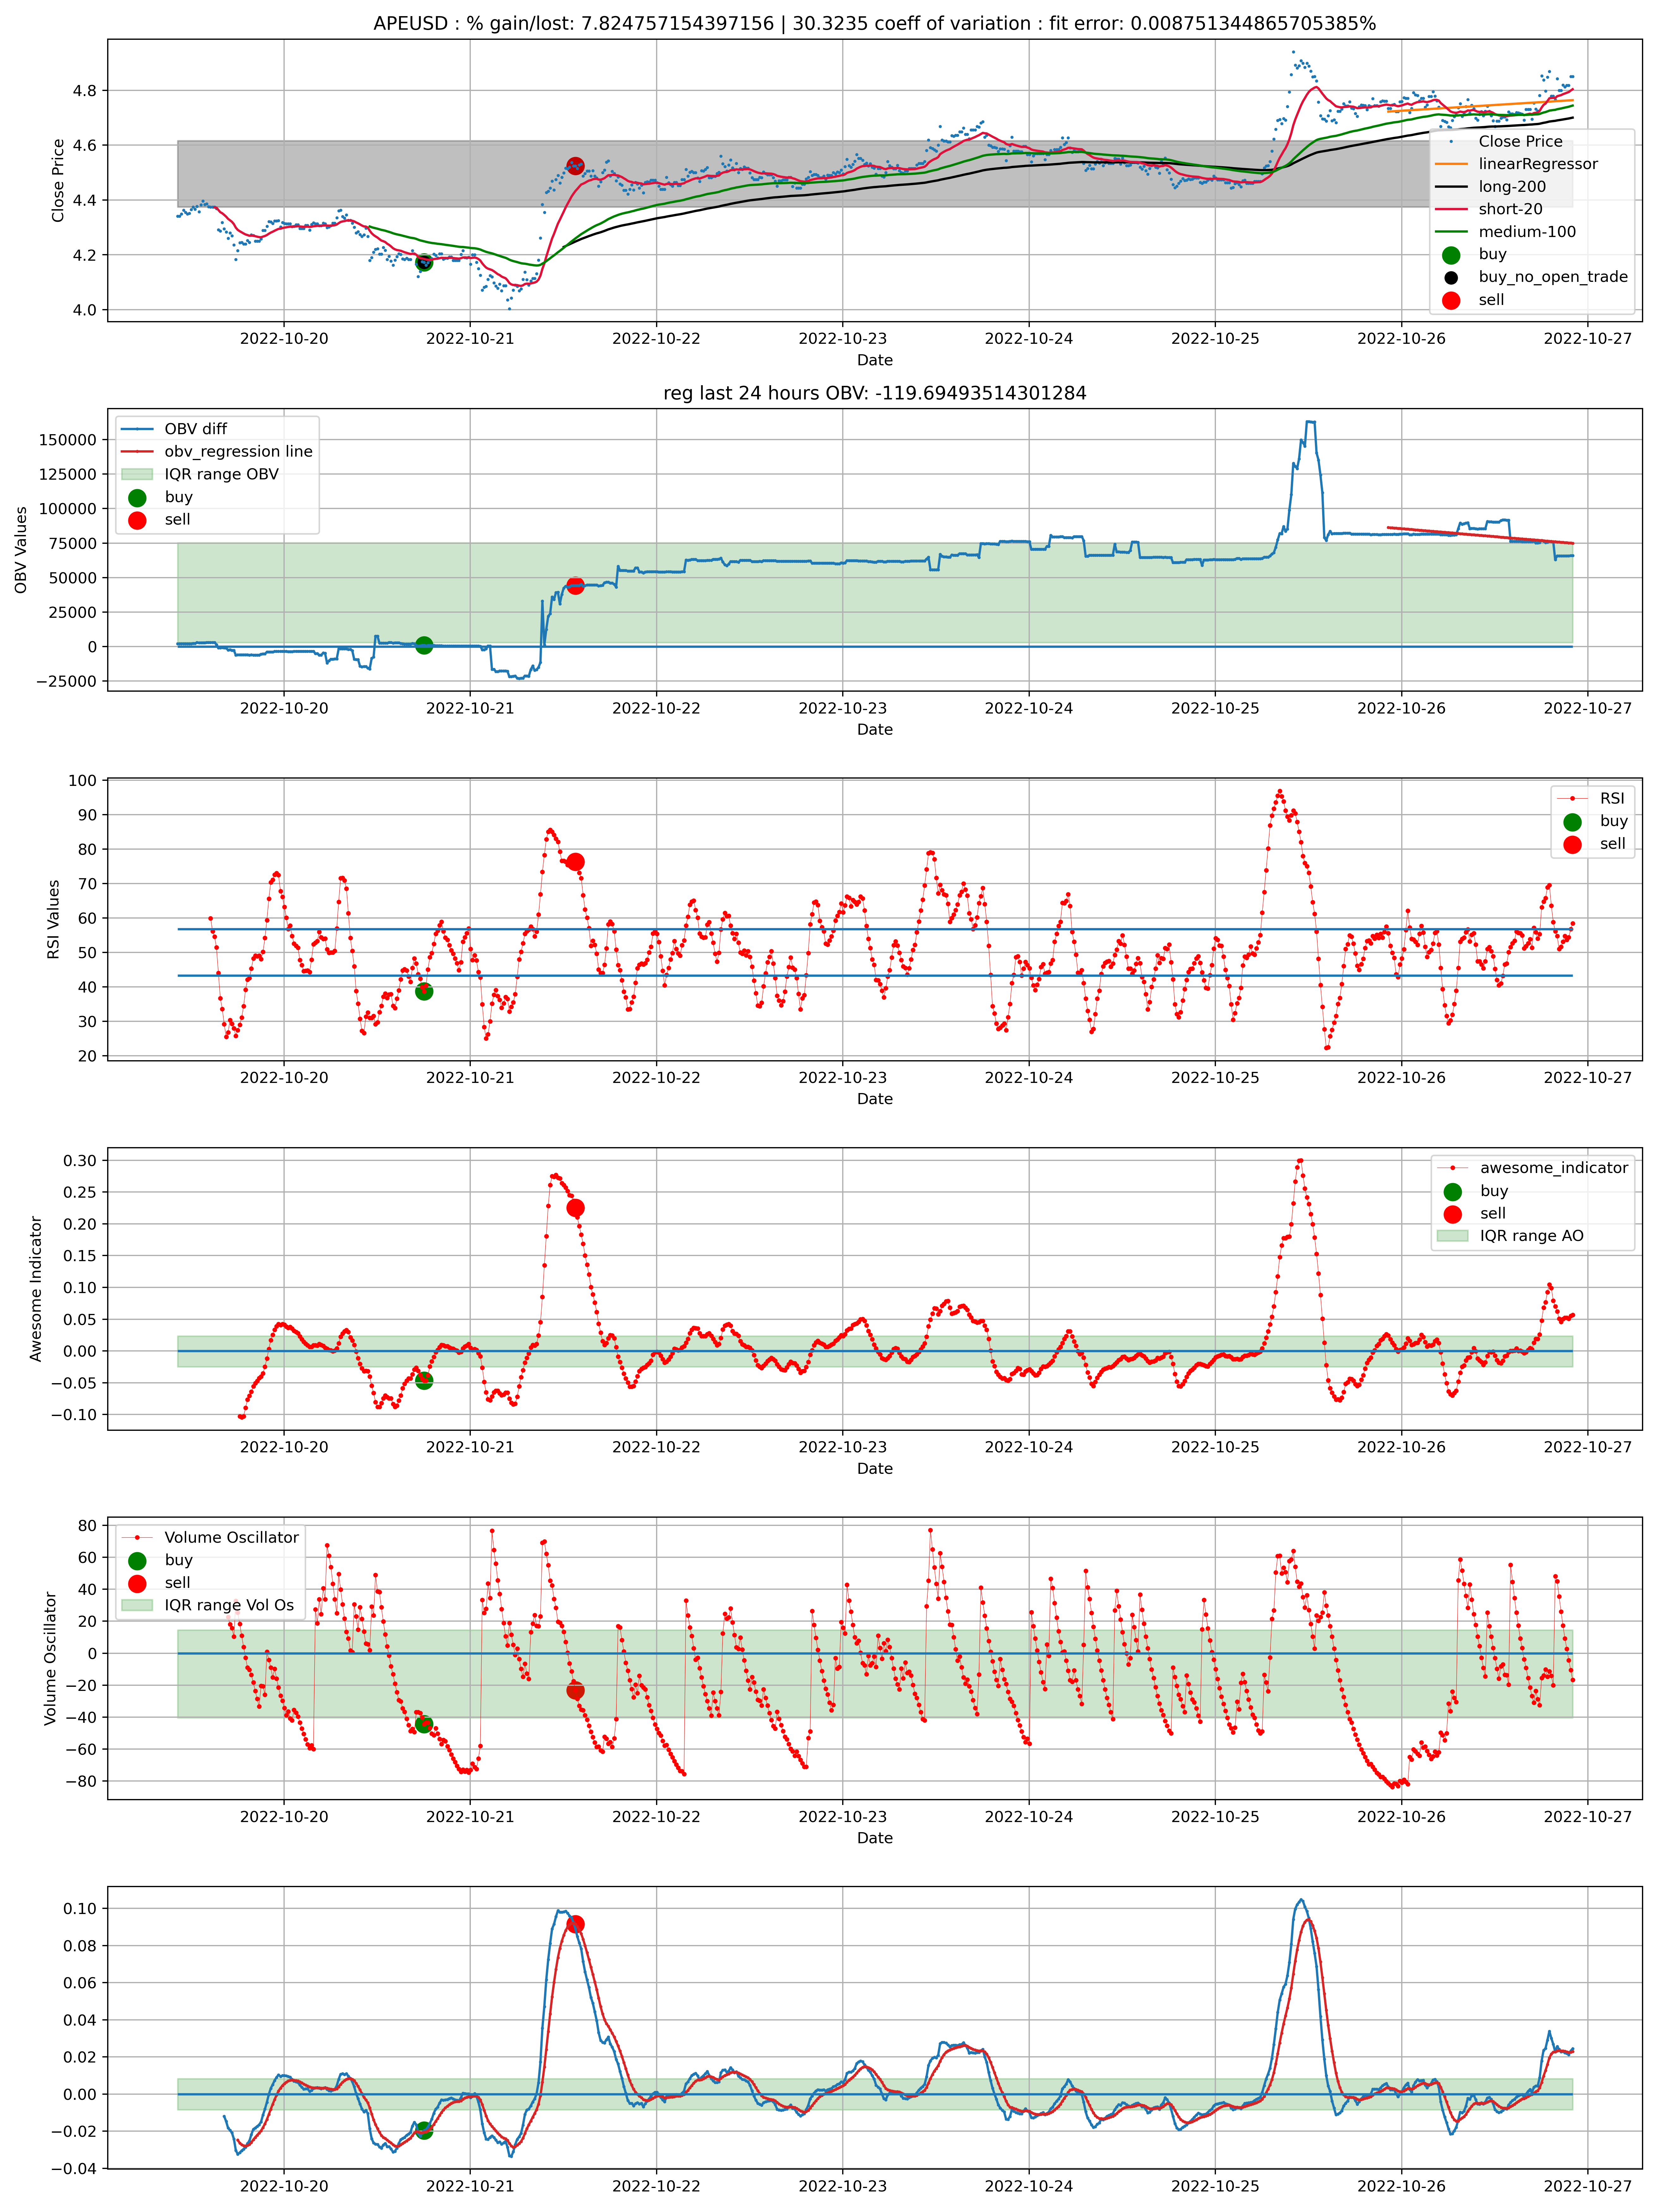 APEUSD : % gain/lost: 7.824757154397156 | 30.3235 coeff of variation : fit error: 0.008751344865705385%
Close Price
4.8
4.6
4.4
4.2
4.0
Close Price
linearRegressor
long-200
short-20
medium-100
buy
buy_no_open_trade
sell
2022-10-20 2022-10-21 2022-10-22 2022-10-23 2022-10-24 2022-10-25 2022-10-26 2022-10-27
Date
reg last 24 hours OBV: -119.69493514301284
OBV Values
150000
125000
100000
75000
50000
25000
0
−25000
OBV diff
obv_regression line
IQR range OBV
buy
sell
2022-10-20 2022-10-21 2022-10-22 2022-10-23 2022-10-24 2022-10-25 2022-10-26 2022-10-27
Date
RSI Values
100
90
80
70
60
50
40
30
20
RSI
buy
sell
2022-10-20 2022-10-21 2022-10-22 2022-10-23 2022-10-24 2022-10-25 2022-10-26 2022-10-27
Date
Awesome Indicator
0.30
0.25
0.20
0.15
0.10
0.05
0.00
−0.05
−0.10
awesome_indicator
buy
sell
IQR range AO
2022-10-20 2022-10-21 2022-10-22 2022-10-23 2022-10-24 2022-10-25 2022-10-26 2022-10-27
Date
Volume Oscillator
80
60
40
20
0
−20
−40
−60
−80
Volume Oscillator
buy
sell
IQR range Vol Os
2022-10-20 2022-10-21 2022-10-22 2022-10-23 2022-10-24 2022-10-25 2022-10-26 2022-10-27
Date
0.10
0.08
0.06
0.04
0.02
0.00
−0.02
−0.04
2022-10-20 2022-10-21 2022-10-22 2022-10-23 2022-10-24 2022-10-25 2022-10-26 2022-10-27